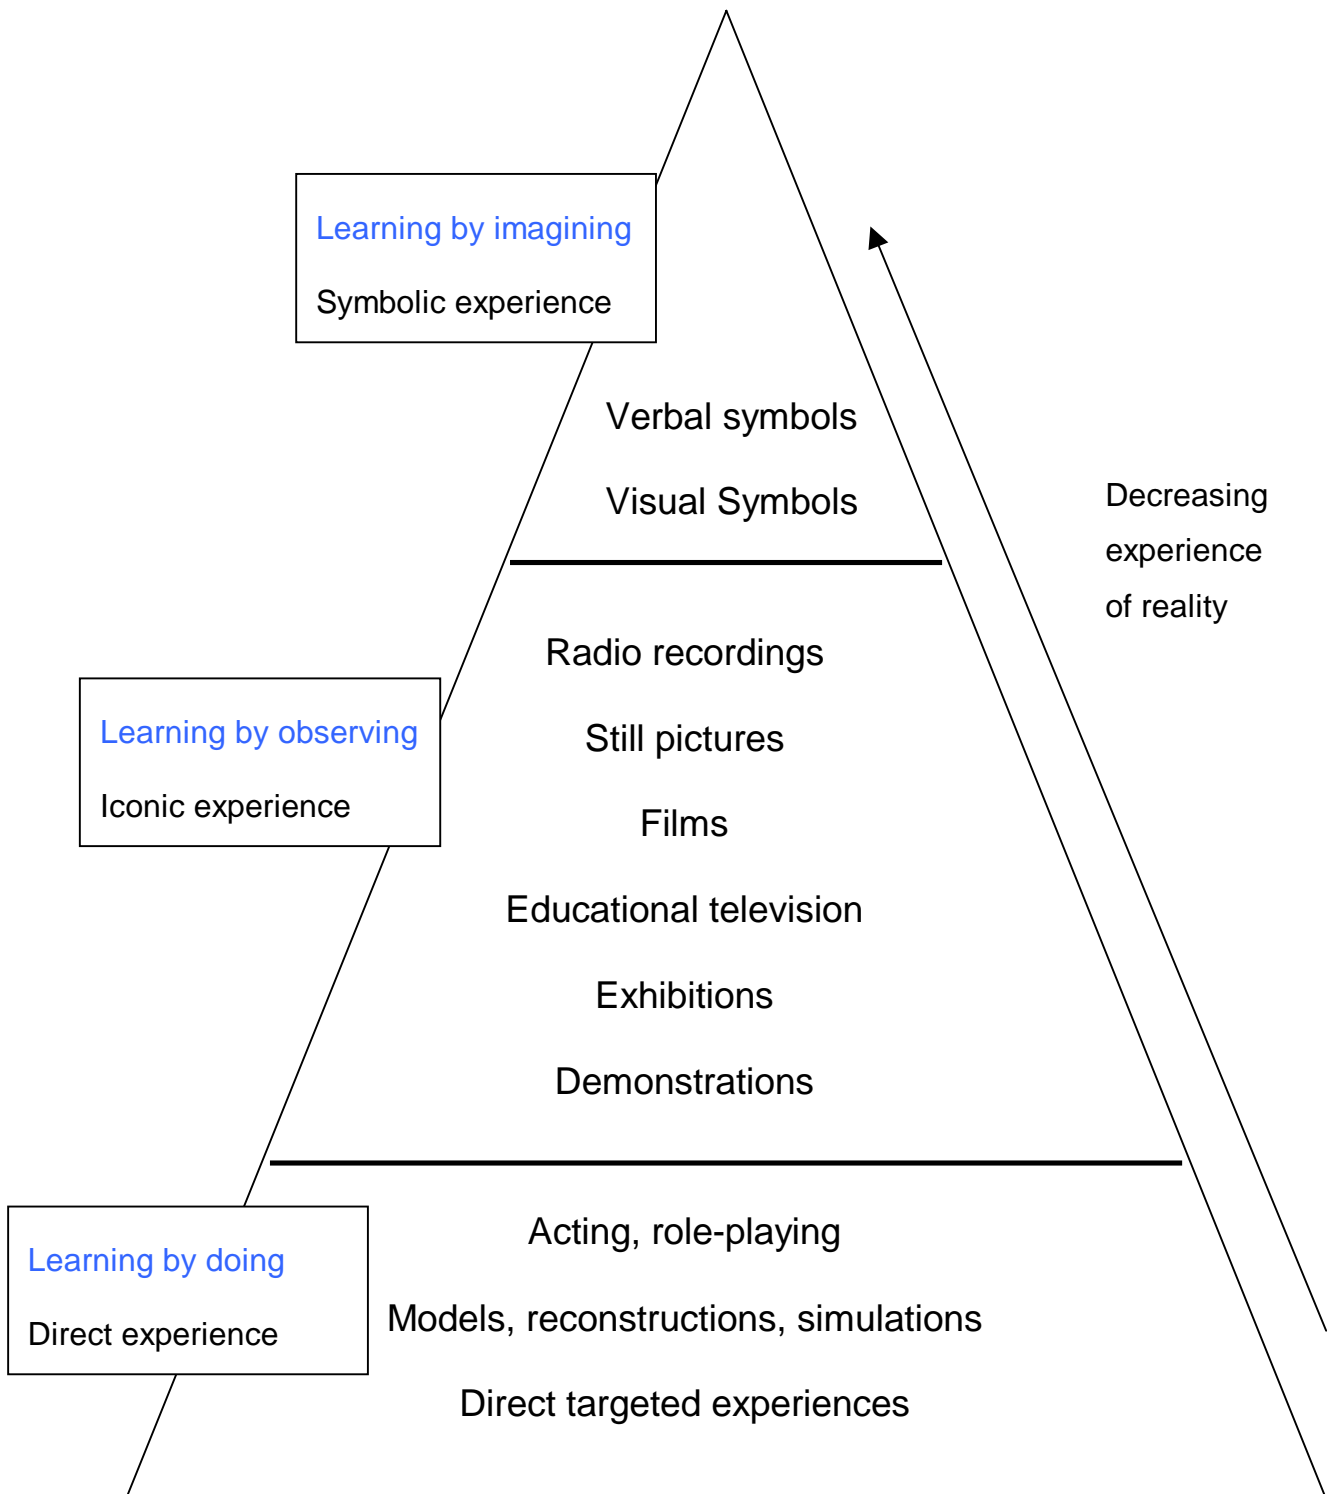 Learning by imagining
Symbolic experience
Verbal symbols
Visual Symbols
Decreasing
experience
of reality
Radio recordings
Learning by observing
Iconic experience
Still pictures
Films
Educational television
Exhibitions
Demonstrations
Acting, role-playing
Learning by doing
Direct experience
Models, reconstructions, simulations
Direct targeted experiences